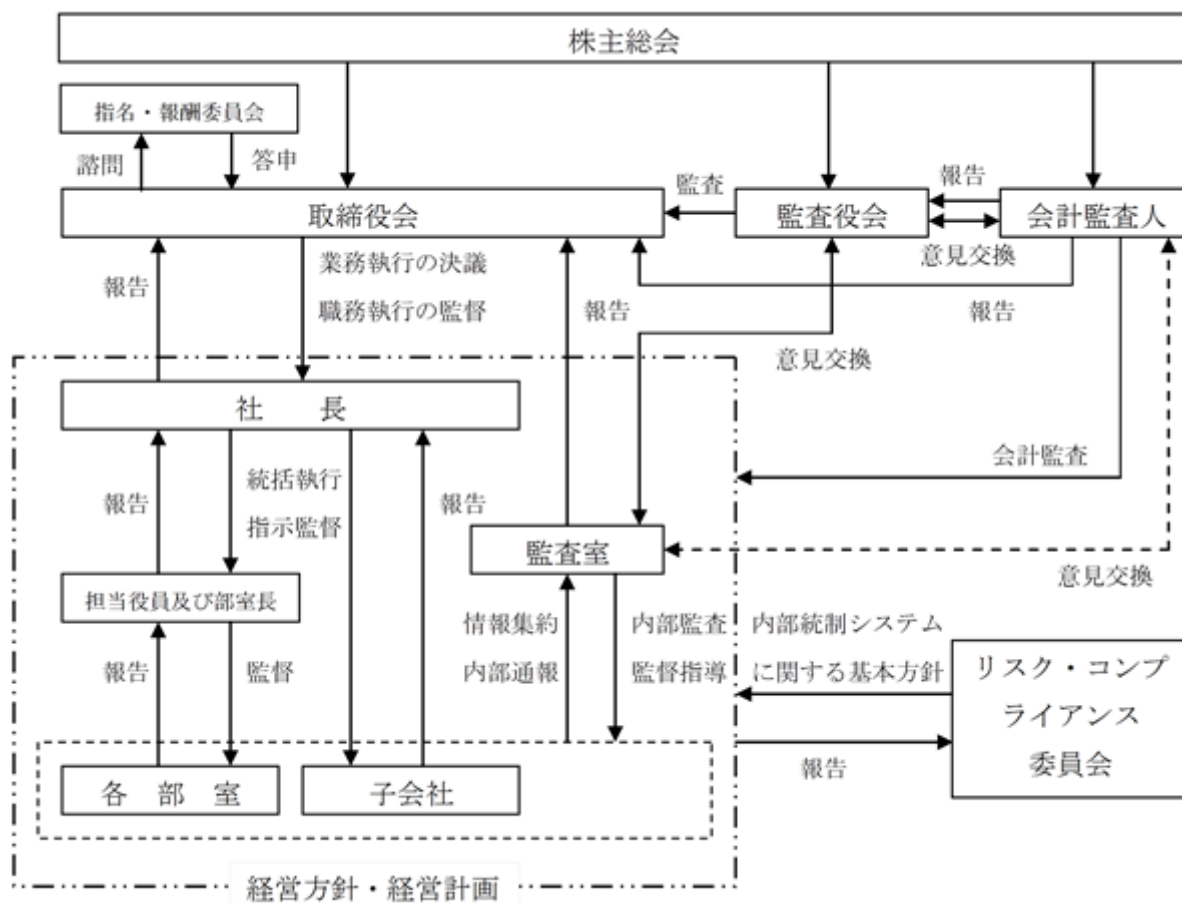 株主総会
指名・報酬委員会
諮問
答申
監査
報告
取締役会
監査役会
会計監査人
意見交換
業務執行の決議
職務執行の監督
報告
報告
報告
意見交換
社　　長
会計監査
統括執行
指示監督
報告
報告
監査室
意見交換
担当役員及び部室長
情報集約
内部通報
内部監査
監督指導
内部統制システム
に関する基本方針
報告
監督
リスク・コンプ
ライアンス
委員会
報告
各　部　室
子会社
経営方針・経営計画